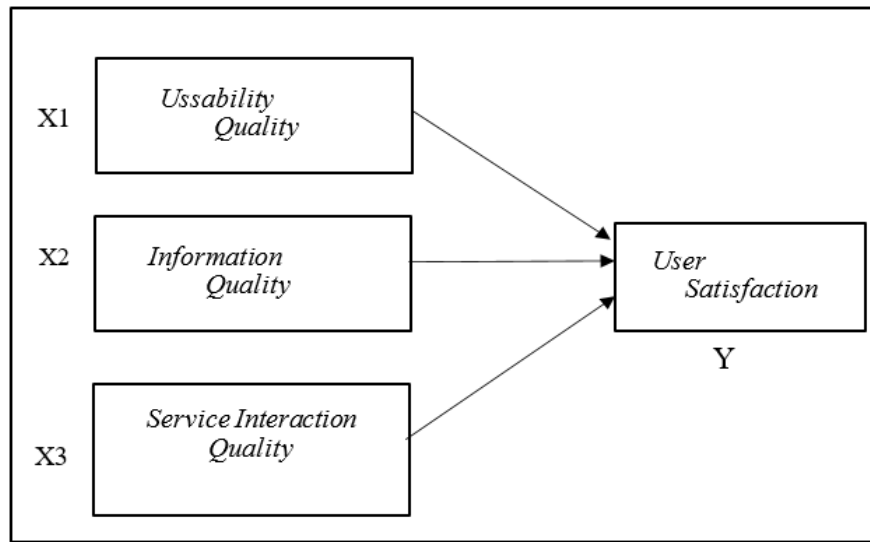 X1
Ussability
Quality
X2
Information
Quality
X3
Service Interaction
Quality
User
Satisfaction
Y